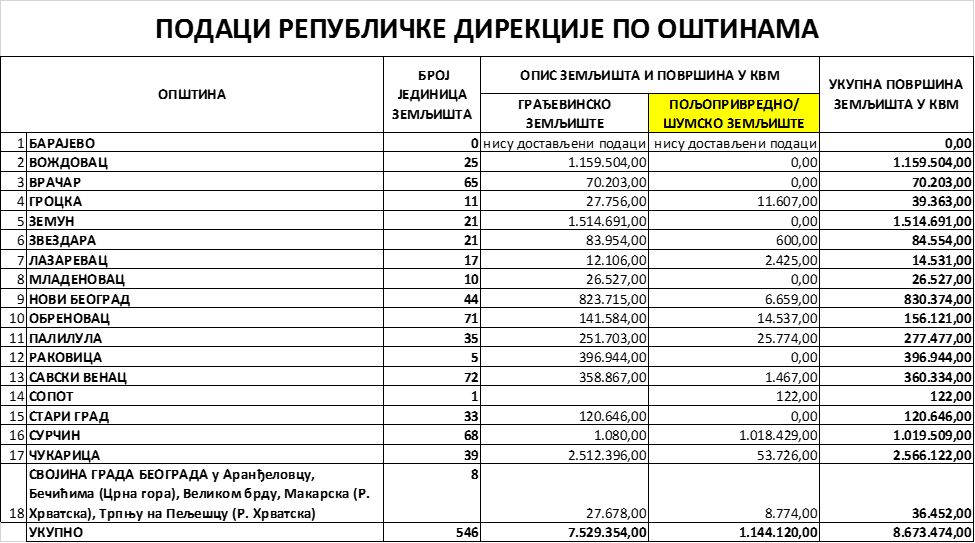 ПОДАЦИ РЕПУБЛИЧКЕ ДИРЕКЦИЈЕ ПО ОШТИНАМА
ОПШТИНА
БРОЈ
ЈЕДИНИЦА
ЗЕМЉИШТА
ОПИС ЗЕМЉИШТА И ПОВРШИНА У КВМ
УКУПНА ПОВРШИНА
ЗЕМЉИШТА У КВМ
ГРАЂЕВИНСКО
ЗЕМЉИШТЕ
ПОЉОПРИВРЕДНО/
ШУМСКО ЗЕМЉИШТЕ
1 БАРАЈЕВО 0 нису достављени подаци нису достављени подаци 0,00
2 ВОЖДОВАЦ 25 1.159.504,00 0,00 1.159.504,00
3 ВРАЧАР 65 70.203,00 0,00 70.203,00
4 ГРОЦКА 11 27.756,00 11.607,00 39.363,00
5 ЗЕМУН 21 1.514.691,00 0,00 1.514.691,00
6 ЗВЕЗДАРА 21 83.954,00 600,00 84.554,00
7 ЛАЗАРЕВАЦ 17 12.106,00 2.425,00 14.531,00
8 МЛАДЕНОВАЦ 10 26.527,00 0,00 26.527,00
9 НОВИ БЕОГРАД 44 823.715,00 6.659,00 830.374,00
10 ОБРЕНОВАЦ 71 141.584,00 14.537,00 156.121,00
11 ПАЛИЛУЛА 35 251.703,00 25.774,00 277.477,00
12 РАКОВИЦА 5 396.944,00 0,00 396.944,00
13 САВСКИ ВЕНАЦ 72 358.867,00 1.467,00 360.334,00
14 СОПОТ 1 122,00 122,00
15 СТАРИ ГРАД 33 120.646,00 0,00 120.646,00
16 СУРЧИН 68 1.080,00 1.018.429,00 1.019.509,00
17 ЧУКАРИЦА 39 2.512.396,00 53.726,00 2.566.122,00
СВОЈИНА ГРАДА БЕОГРАДА у Аранђеловцу, 8
Бечићима (Црна гора), Великом брду, Макарска (Р.
18 Хрватска), Трпњу на Пељешцу (Р. Хрватска) 27.678,00 8.774,00 36.452,00
УКУПНО 546 7.529.354,00 1.144.120,00 8.673.474,00